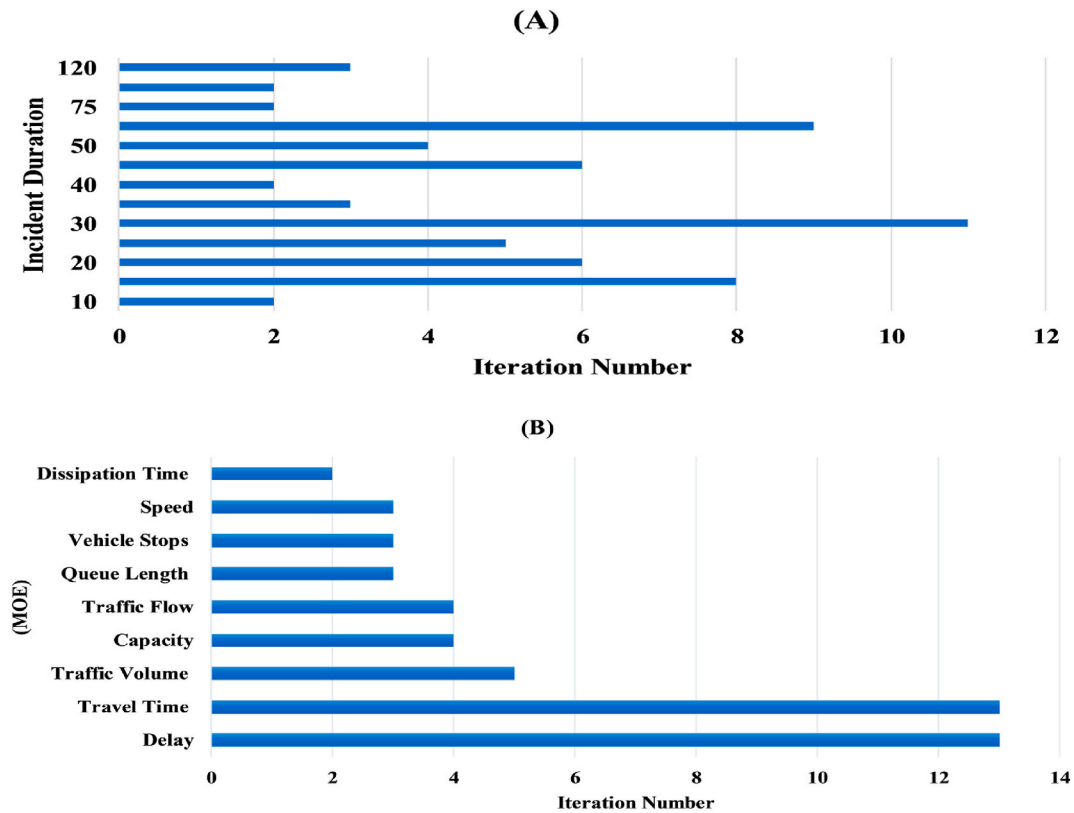 (A)
Incident Duration
120
75
50
40
30
20
10
0 2 4 6 8 10 12
Iteration Number
(B)
(MOE)
Dissipation Time
Speed
Vehicle Stops
Queue Length
Traffic Flow
Capacity
Traffic Volume
Travel Time
Delay
0 2 4 6 8 10 12 14
Iteration Number